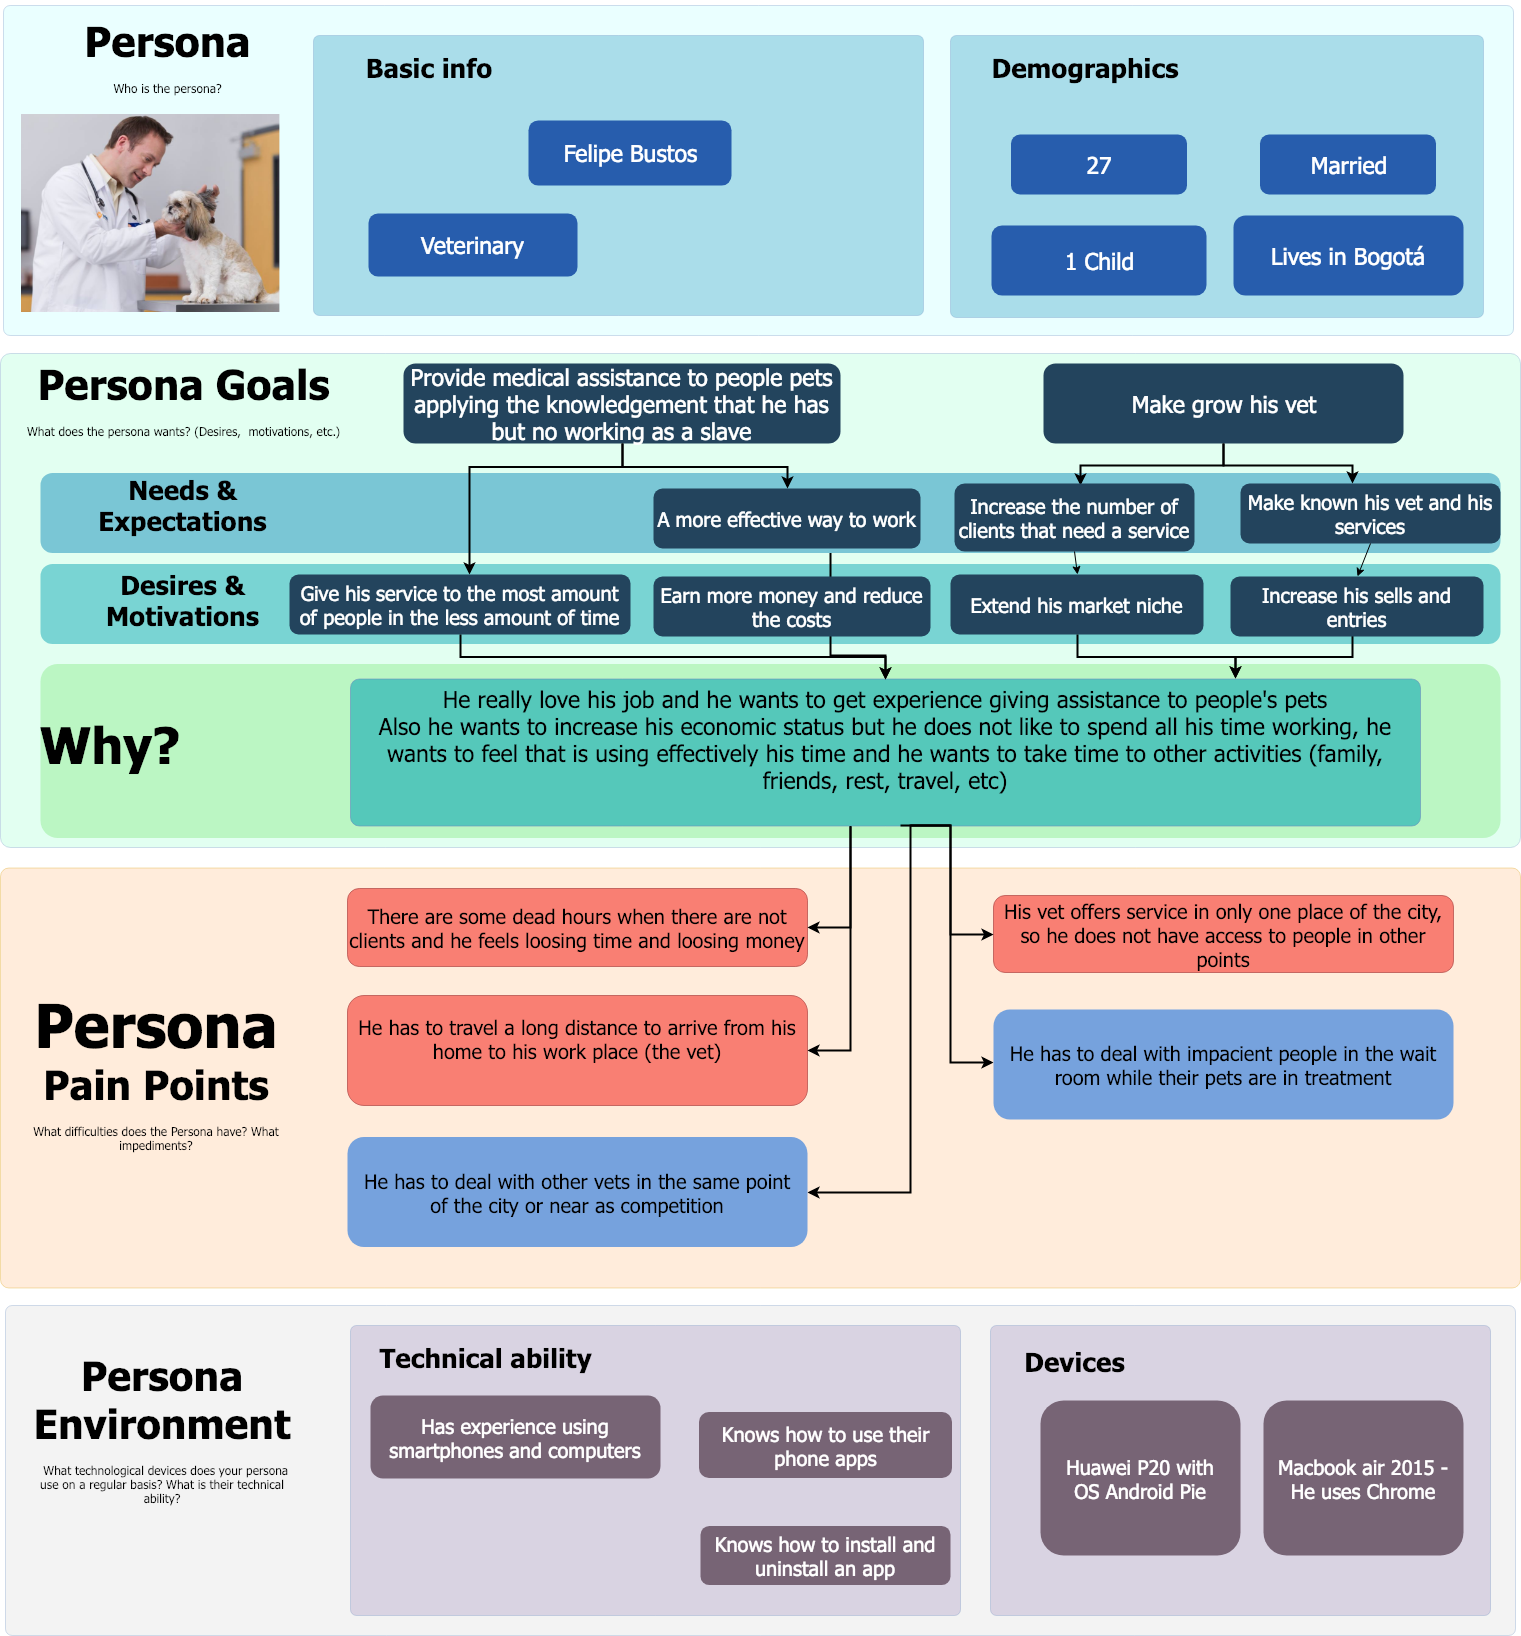 Persona
Who is the persona?
Basic info
Felipe Bustos
Veterinary
Demographics
27
Married
1 Child
Lives in Bogotá
Persona Goals
What does the persona wants? (Desires,  motivations, etc.)
Provide medical assistance to people pets
applying the knowledgement that he has
but no working as a slave
Make grow his vet
Needs &
Expectations
A more effective way to work
Increase the number of
clients that need a service
Make known his vet and his
services
Desires &
Motivations
Give his service to the most amount
of people in the less amount of time
Earn more money and reduce
the costs
Extend his market niche
Increase his sells and
entries
Why?
He really love his job and he wants to get experience giving assistance to people's pets
Also he wants to increase his economic status but he does not like to spend all his time working, he
wants to feel that is using effectively his time and he wants to take time to other activities (family,
friends, rest, travel, etc)
Persona
Pain Points
What difficulties does the Persona have? What
impediments?
There are some dead hours when there are not
clients and he feels loosing time and loosing money
His vet offers service in only one place of the city,
so he does not have access to people in other
points
He has to travel a long distance to arrive from his
home to his work place (the vet)
He has to deal with impacient people in the wait
room while their pets are in treatment
He has to deal with other vets in the same point
of the city or near as competition
Persona
Environment
What technological devices does your persona
use on a regular basis? What is their technical
ability?
Technical ability
Has experience using
smartphones and computers
Knows how to use their
phone apps
Knows how to install and
uninstall an app
Devices
Huawei P20 with
OS Android Pie
Macbook air 2015 -
He uses Chrome